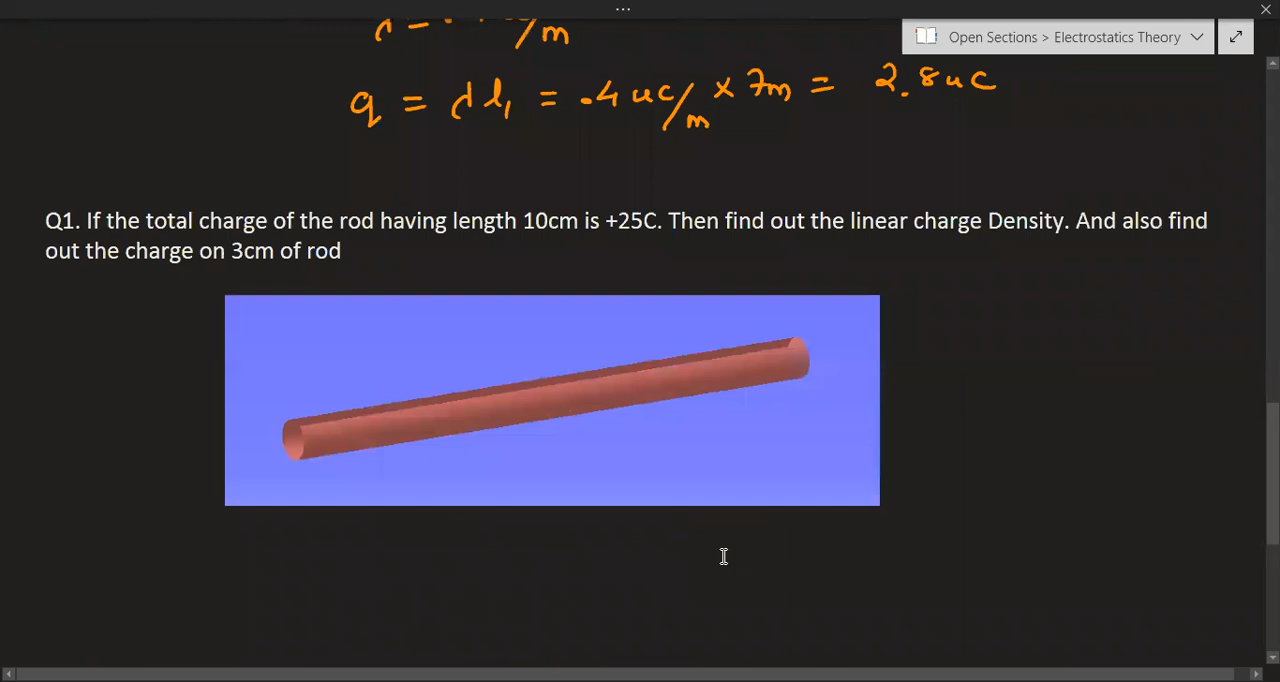 Open Sections > Electrostatics Theory
/m
q = λ l₁ = .4 uc/m × 7m = 2.8uc
Q1. If the total charge of the rod having length 10cm is +25C. Then find out the linear charge Density. And also find
out the charge on 3cm of rod